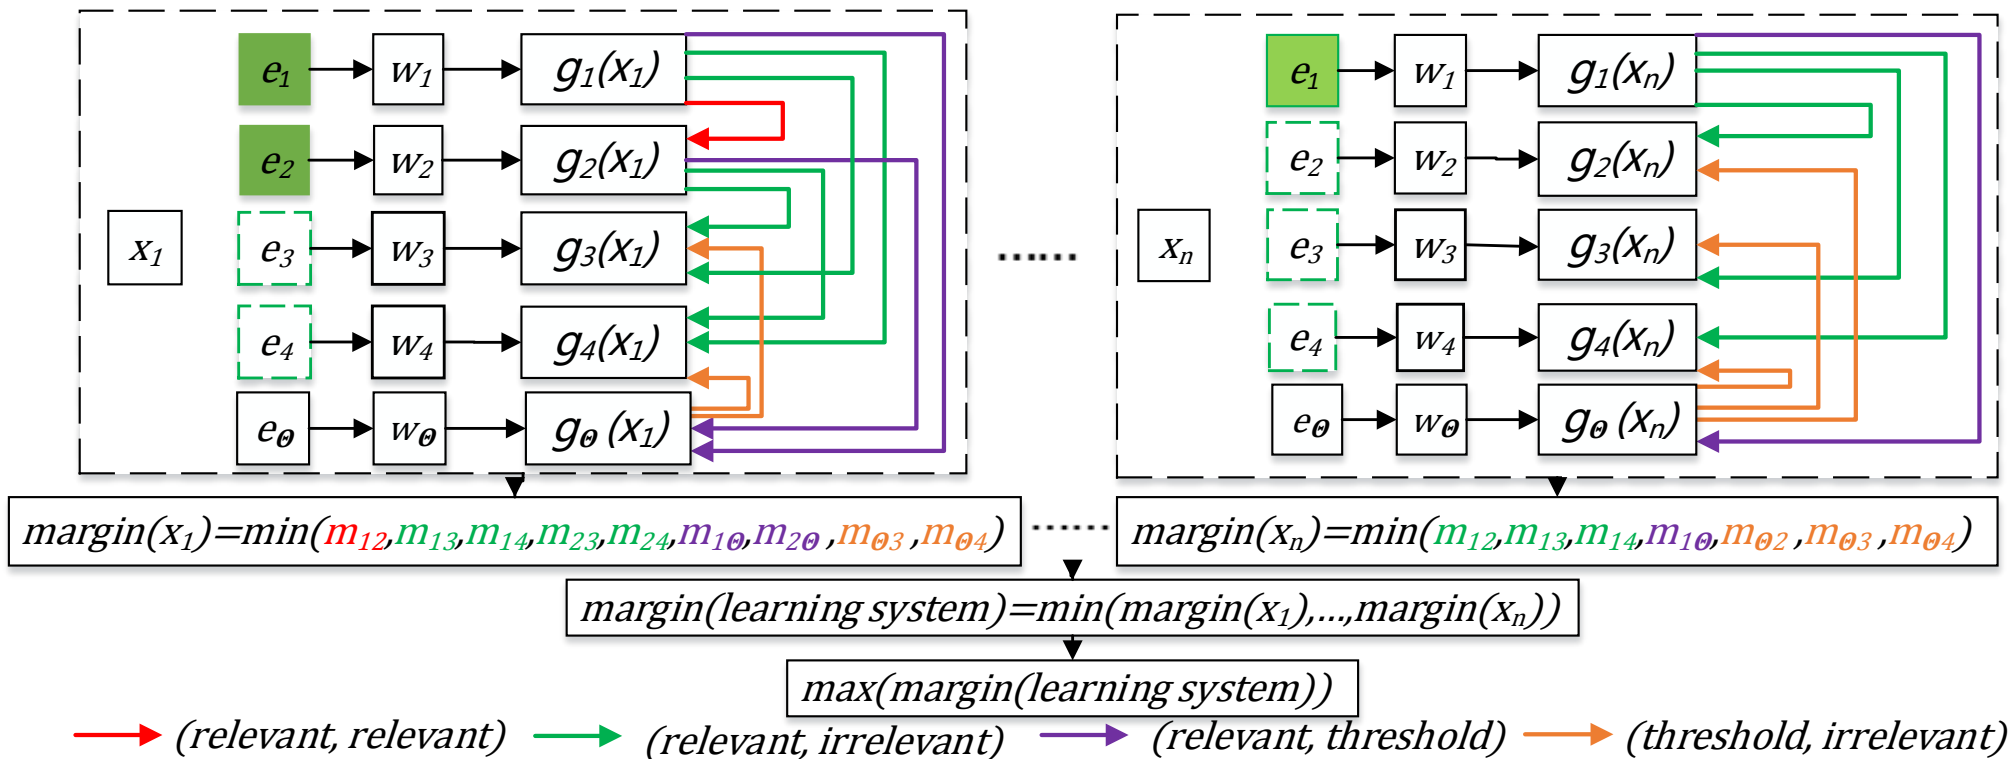 e1 w1 g1(x1)
e2 w2 g2(x1)
x1 e3 w3 g3(x1)
e4 w4 g4(x1)
eΘ wΘ gΘ (x1)
......
e1 w1 g1(xn)
e2 w2 g2(xn)
xn e3 w3 g3(xn)
e4 w4 g4(xn)
eΘ wΘ gΘ (xn)
margin(x1)=min(m12,m13,m14,m23,m24,m1Θ,m2Θ,mΘ3 ,mΘ4)
........
margin(xn)=min(m12,m13,m14,m1Θ,mΘ2 ,mΘ3 ,mΘ4)
margin(learning system)=min(margin(x1),...,margin(xn))
max(margin(learning system))
(relevant, relevant) (relevant, irrelevant) (relevant, threshold) (threshold, irrelevant)